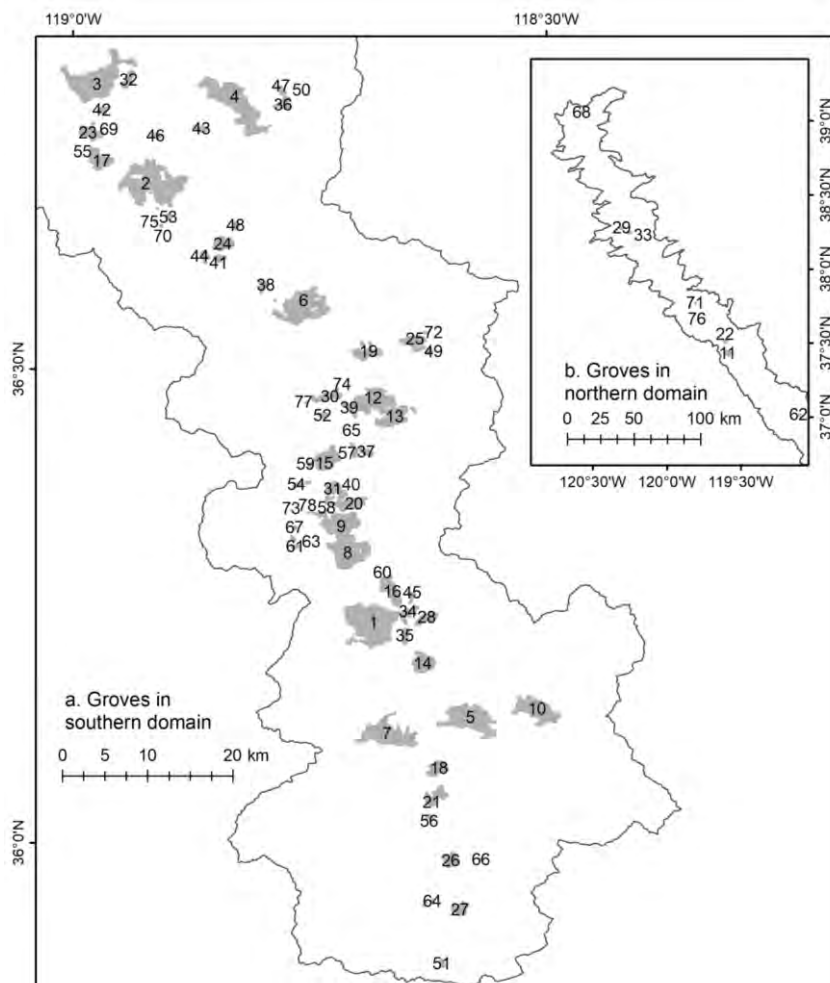 119°0'W 118°30'W
3 32 4 47 50
42 36
23 69 46 43
55 17
2
75 53 48
70 24
44 41
38
6
36°30'N
25 72
19 49
74
77 30 12
52 39 13
65
57 37
59 15
54 31 40
73 78 58 20
67 9
61 63 8
60
16 45
34
1 28
35
14
a. Groves in
southern domain
0 5 10 20 km
10
5
7
18
21
56
36°0'N
26 66
64
27
51
68
29 33
71
76
22
11
62
b. Groves in
northern domain
0 25 50 100 km
39°0'N
38°30'N
38°0'N
37°30'N
37°0'N
120°30'W 120°0'W 119°30'W